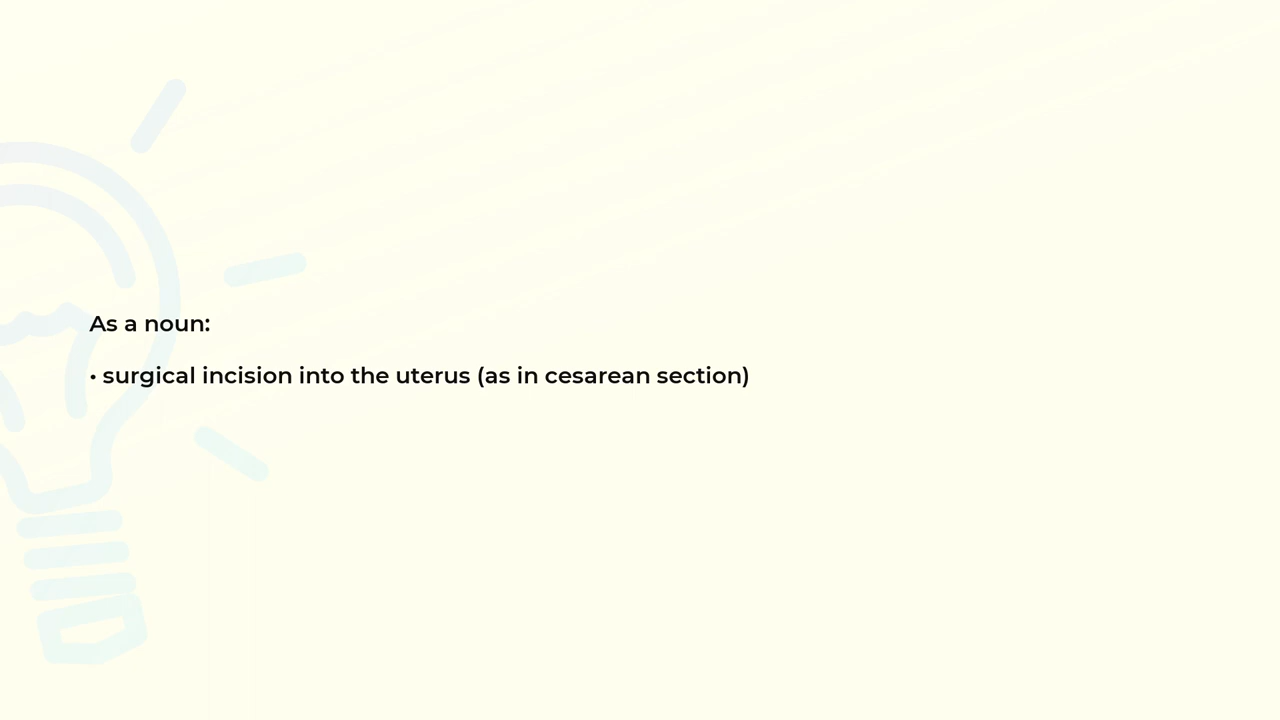 As a noun:
• surgical incision into the uterus (as in cesarean section)